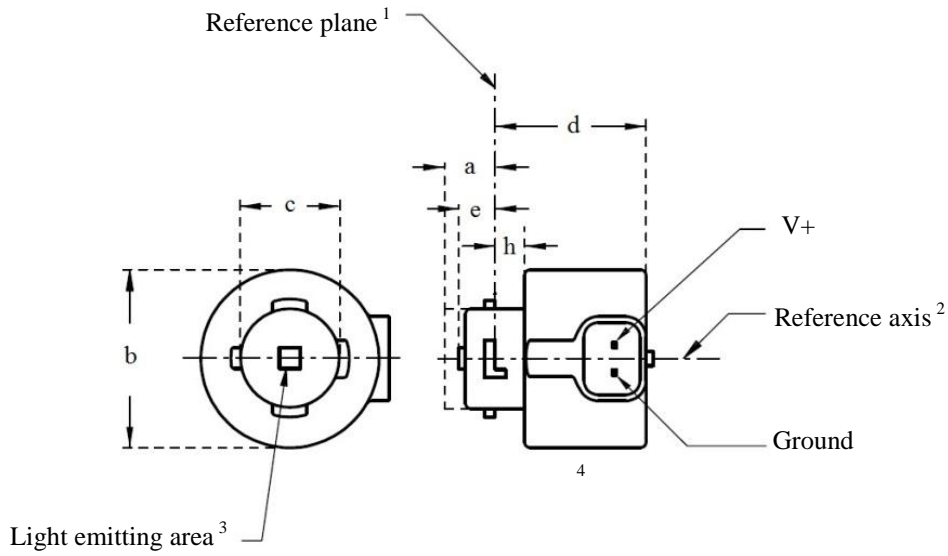 Reference plane 1
d
a
c
e
V+
h
Reference axis 2
b
Ground
4
Light emitting area 3